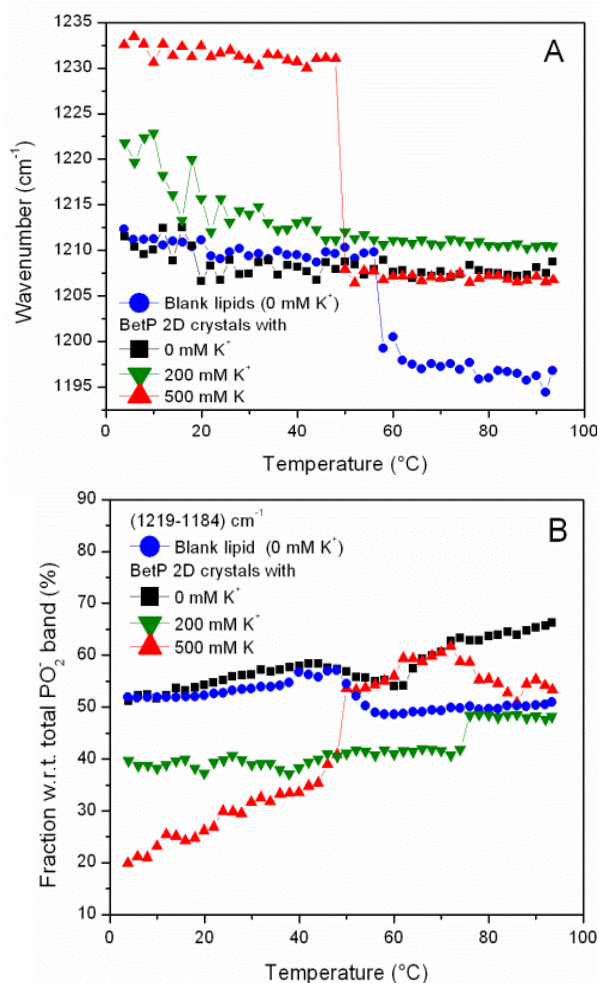 A
1235
1230
1225
1220
1215
1210
1205
1200
1195
Wavenumber (cm⁻¹)
Blank lipids (0 mM K⁺)
BetP 2D crystals with
0 mM K⁺
200 mM K⁺
500 mM K
0 20 40 60 80 100
Temperature (°C)
B
90
80
70
60
50
40
30
20
10
Fraction w.r.t. total PO₂⁻ band (%)
(1219-1184) cm⁻¹
Blank lipid (0 mM K⁺)
BetP 2D crystals with
0 mM K⁺
200 mM K⁺
500 mM K
0 20 40 60 80 100
Temperature (°C)